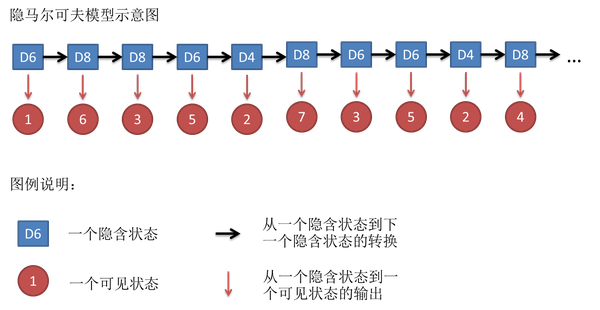 隐马尔可夫模型示意图
D6 D8 D8 D6 D4 D8 D6 D6 D4 D8 ...
1 6 3 5 2 7 3 5 2 4
图例说明：
D6 一个隐含状态
从一个隐含状态到下
一个隐含状态的转换
1 一个可见状态
从一个隐含状态到一
个可见状态的输出